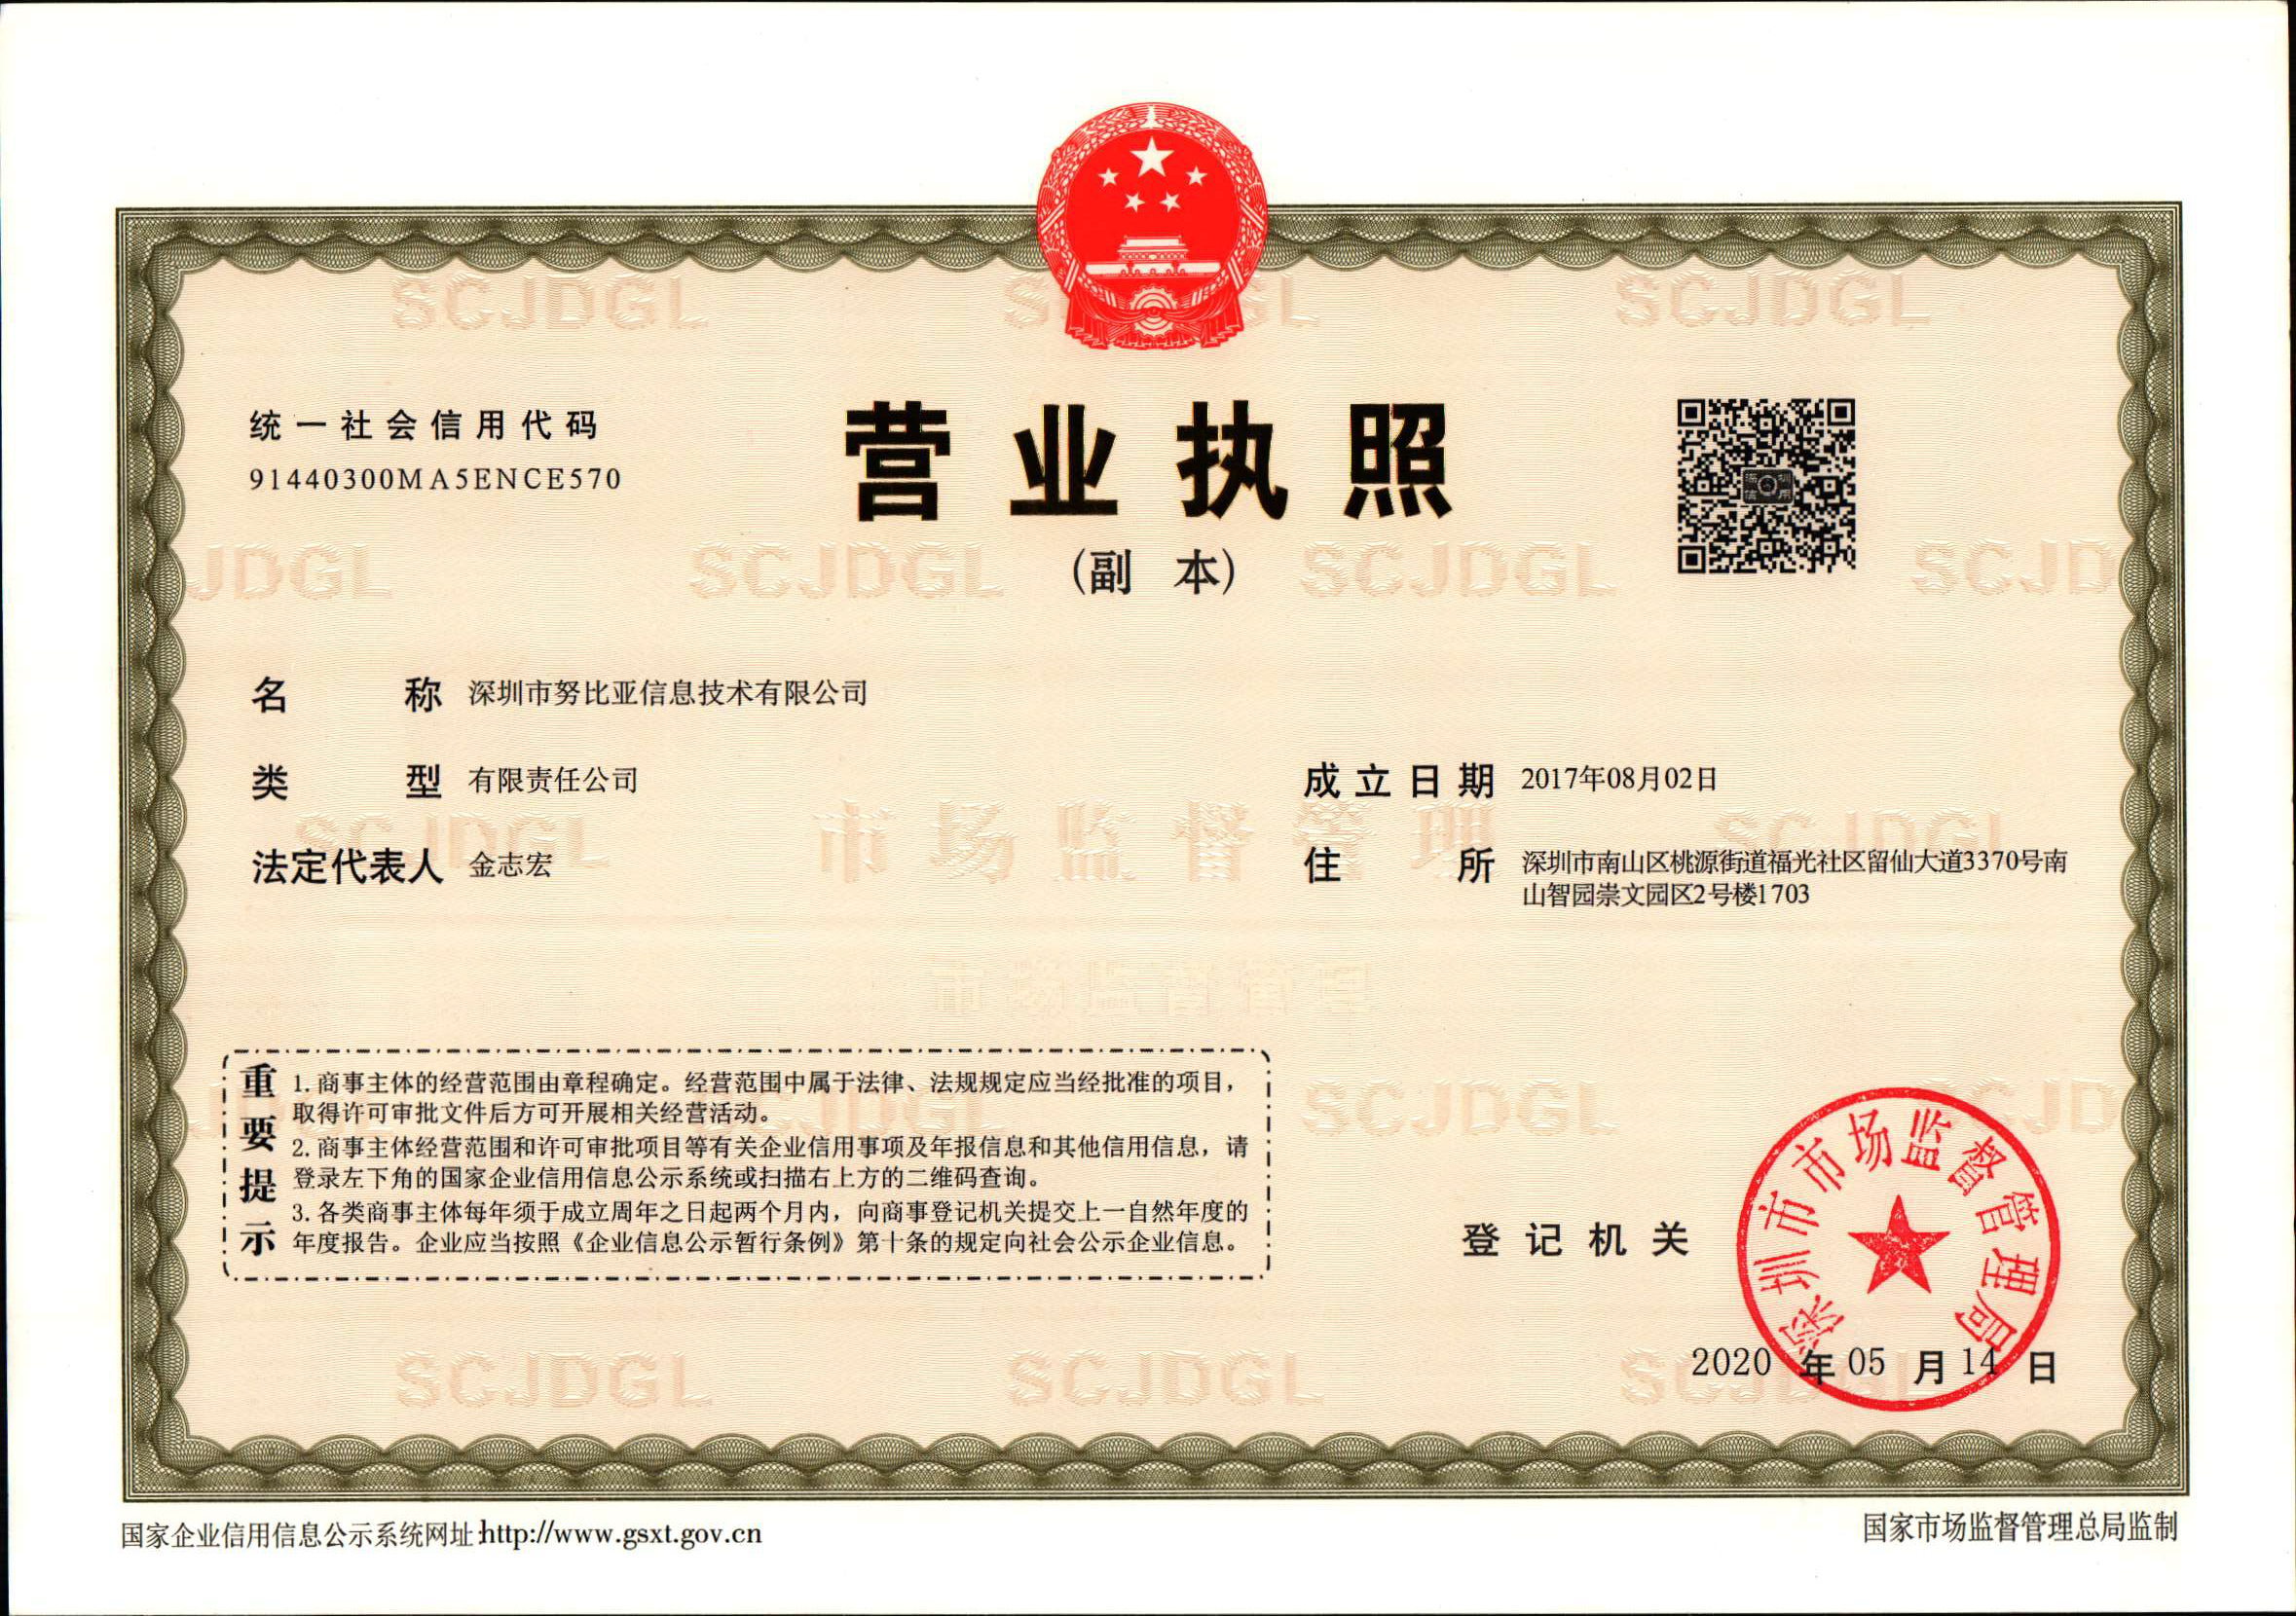 统一社会信用代码
91440300MA5ENCE570
营业执照
(副 本)
名 称 深圳市努比亚信息技术有限公司
类 型 有限责任公司
成立日期 2017年08月02日
法定代表人 金志宏
住 所 深圳市南山区桃源街道福光社区留仙大道3370号南
山智园崇文园区2号楼1703
重要提示
1. 商事主体的经营范围由章程确定。经营范围中属于法律、法规规定应当经批准的项目，
取得许可审批文件后方可开展相关经营活动。
2. 商事主体经营范围和许可审批项目等有关企业信用事项及年报信息和其他信用信息，请
登录左下角的国家企业信用信息公示系统或扫描右上方的二维码查询。
3. 各类商事主体每年须于成立周年之日起两个月内，向商事登记机关提交上一自然年度的
年度报告。企业应当按照《企业信息公示暂行条例》第十条的规定向社会公示企业信息。
登记机关
深圳市市场监督管理局
2020 年 05 月 14 日
国家企业信用信息公示系统网址:http://www.gsxt.gov.cn
国家市场监督管理总局监制
SCJDGL
市场监督管理